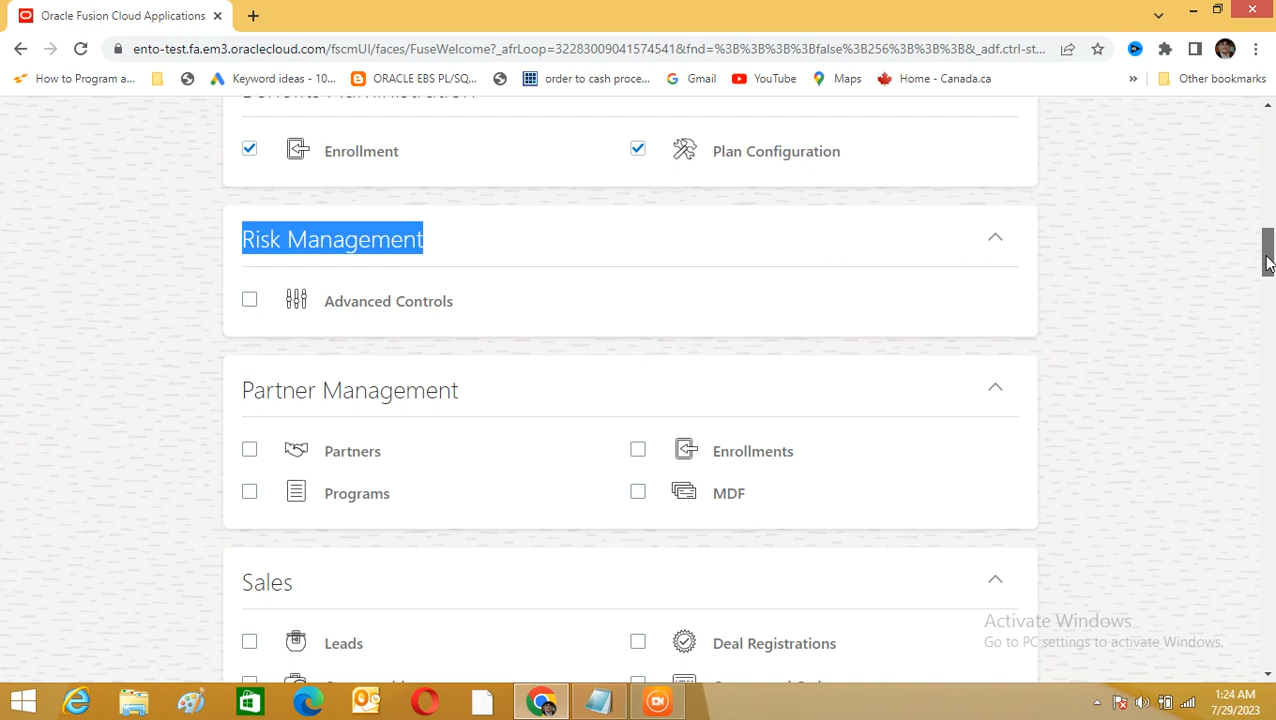 Oracle Fusion Cloud Applications
ento-test.fa.em3.oraclecloud.com/fscmUI/faces/FuseWelcome?_afrLoop=32283009041574541&fnd=%3B%3B%3B%3Bfalse%3B256%3B%3B%3B&_adf.ctrl-st...
How to Program a... Keyword ideas - 10... ORACLE EBS PL/SQ... order to cash proce... Gmail YouTube Maps Home - Canada.ca » Other bookmarks
Enrollment Plan Configuration
Risk Management
Advanced Controls
Partner Management
Partners Enrollments
Programs MDF
Sales
Leads Deal Registrations
Activate Windows
Go to PC settings to activate Windows.
1:24 AM
7/29/2023